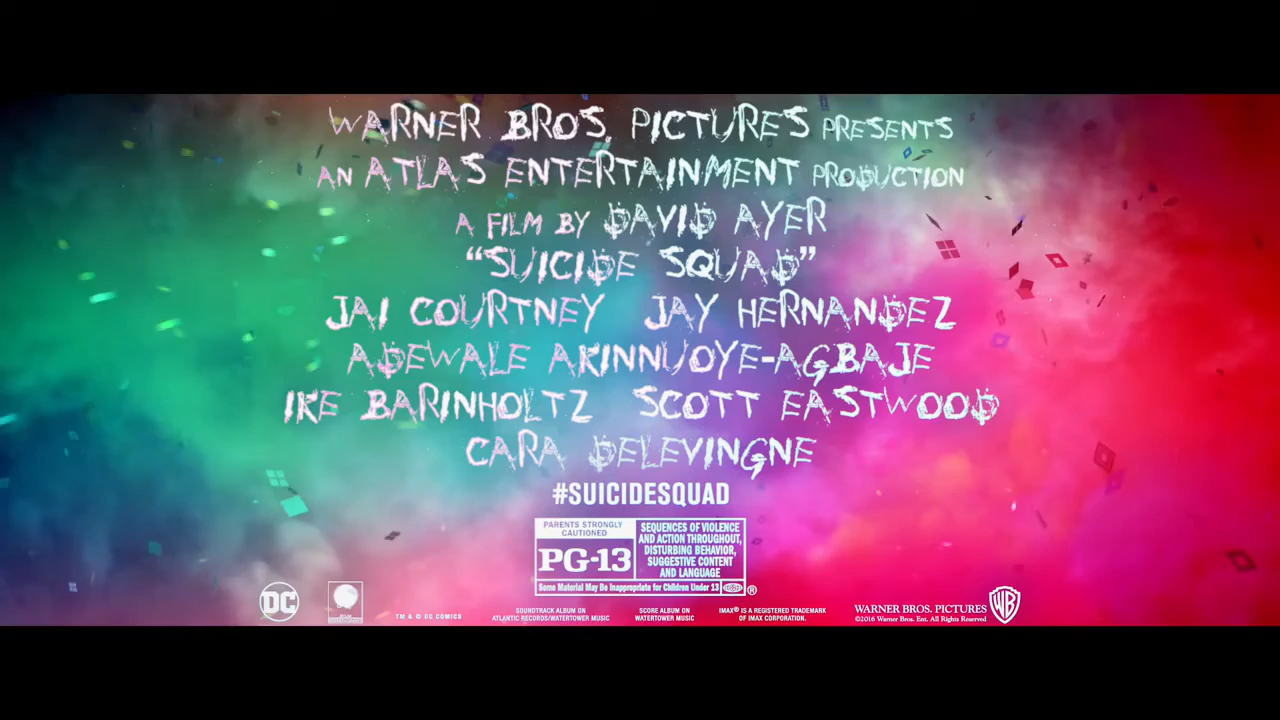 WARNER BROS. PICTURES PRESENTS
AN ATLAS ENTERTAINMENT PRODUCTION
A FILM BY DAVID AYER
“SUICIDE SQUAD”
JAI COURTNEY JAY HERNANDEZ
ADEWALE AKINNUOYE-AGBAJE
IKE BARINHOLTZ SCOTT EASTWOOD
CARA DELEVINGNE
#SUICIDESQUAD
PARENTS STRONGLY
CAUTIONED
PG-13
SEQUENCES OF VIOLENCE
AND ACTION THROUGHOUT,
DISTURBING BEHAVIOR,
SUGGESTIVE CONTENT
AND LANGUAGE
Some Material May Be Inappropriate for Children Under 13
®
DC
TM & © DC COMICS
SOUNDTRACK ALBUM ON
ATLANTIC RECORDS/WATERTOWER MUSIC
SCORE ALBUM ON
WATERTOWER MUSIC
IMAX® IS A REGISTERED TRADEMARK
OF IMAX CORPORATION.
WARNER BROS. PICTURES
©2016 Warner Bros. Ent. All Rights Reserved
WB